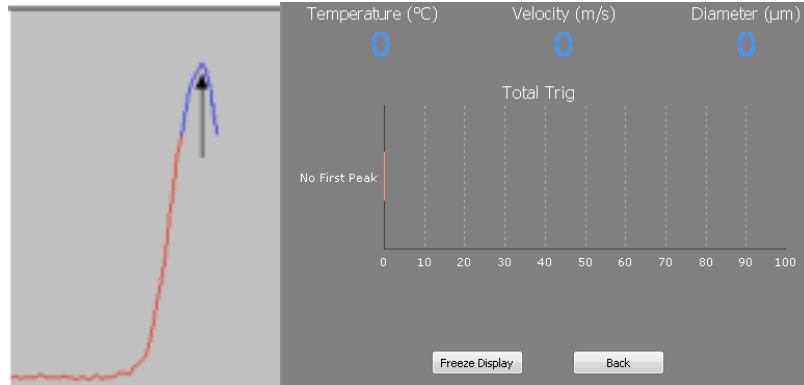 Temperature (ºC) Velocity (m/s) Diameter (µm)
0 0 0
Total Trig
No First Peak
0 10 20 30 40 50 60 70 80 90 100
Freeze Display Back